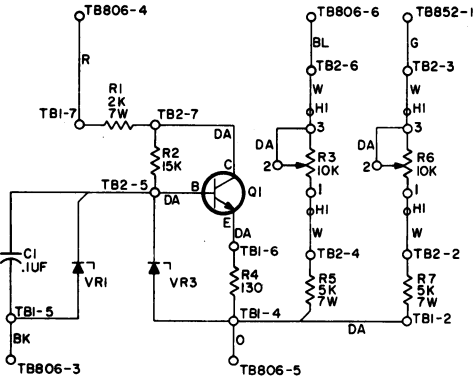 TB806-4
TB806-6
TB852-1
R
BL
G
TB2-6
TB2-3
R1
2K
7W
W
W
TB1-7
TB2-7
H1
H1
DA
3
3
DA
DA
R2
15K
C
2
R3
10K
2
R6
10K
TB2-5
DA
B
Q1
1
1
E
H1
H1
DA
W
W
C1
.1UF
TB1-6
TB2-4
TB2-2
VR1
VR3
R4
130
R5
5K
7W
R7
5K
7W
TB1-5
TB1-4
TB1-2
BK
O
DA
TB806-3
TB806-5